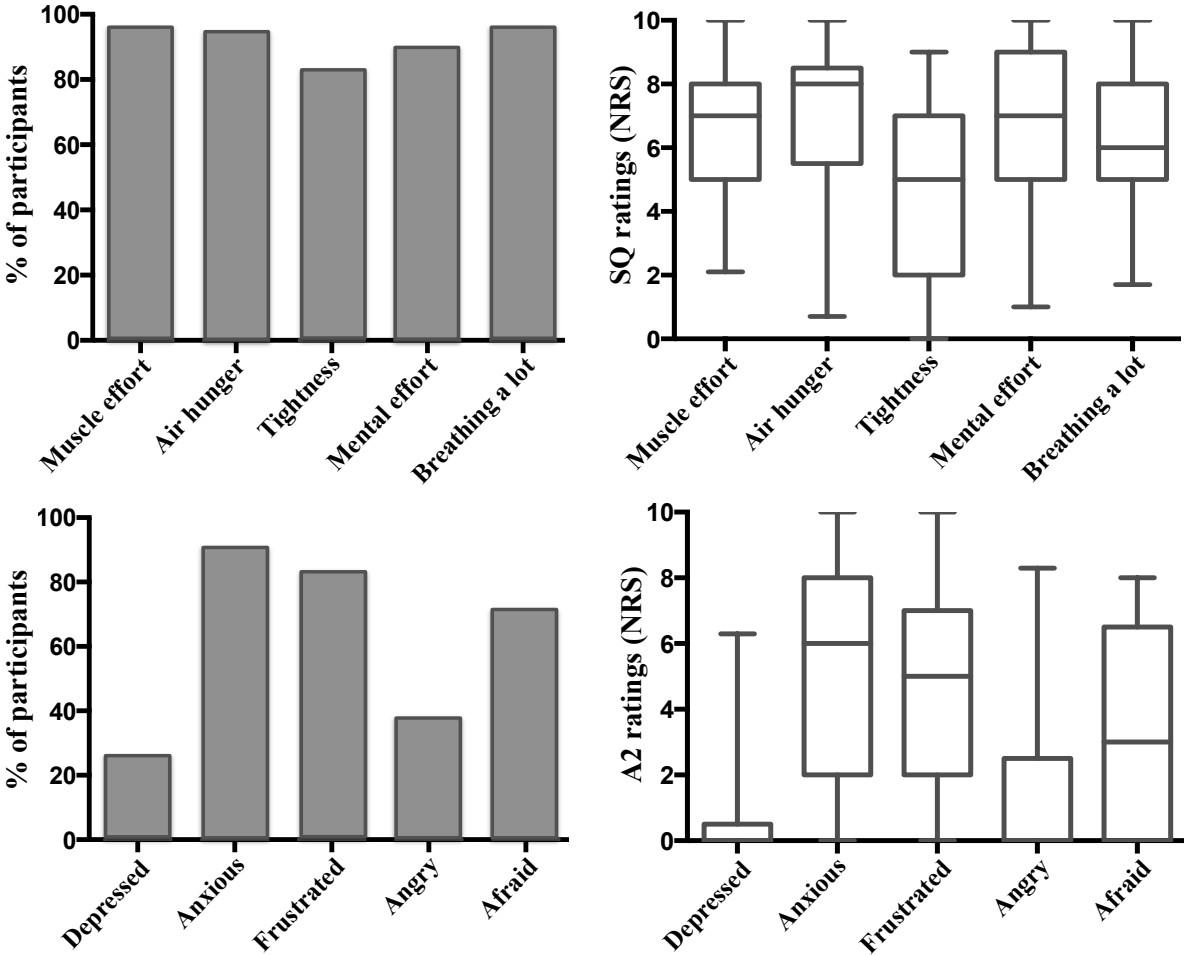 % of participants
100
80
60
40
20
0
Muscle effort
Air hunger
Tightness
Mental effort
Breathing a lot
SQ ratings (NRS)
10
8
6
4
2
0
Muscle effort
Air hunger
Tightness
Mental effort
Breathing a lot
% of participants
100
80
60
40
20
0
Depressed
Anxious
Frustrated
Angry
Afraid
A2 ratings (NRS)
10
8
6
4
2
0
Depressed
Anxious
Frustrated
Angry
Afraid